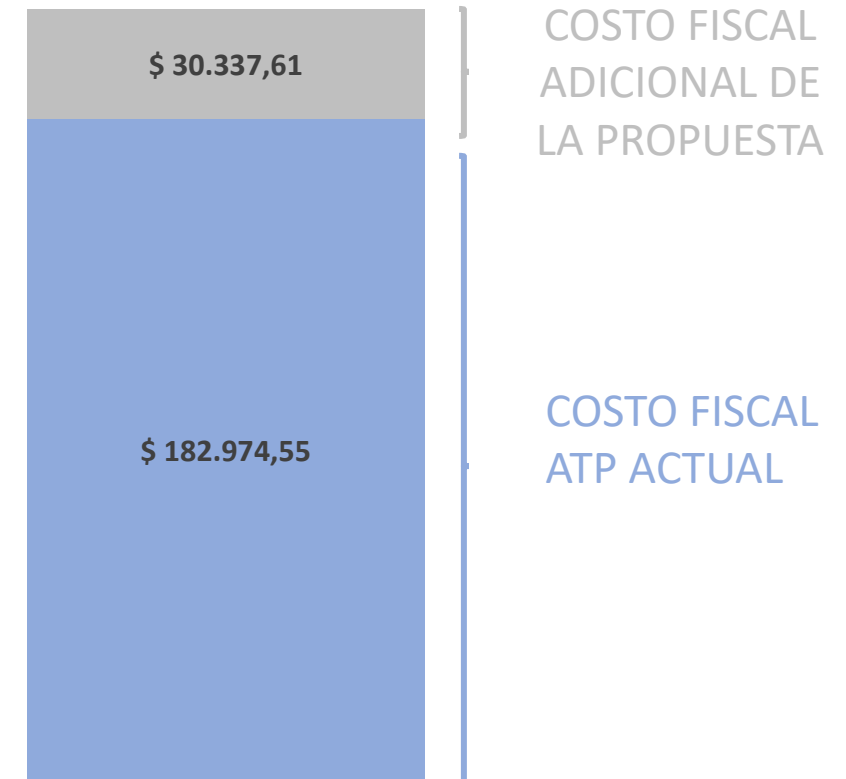 $ 30.337,61
COSTO FISCAL
ADICIONAL DE
LA PROPUESTA
$ 182.974,55
COSTO FISCAL
ATP ACTUAL